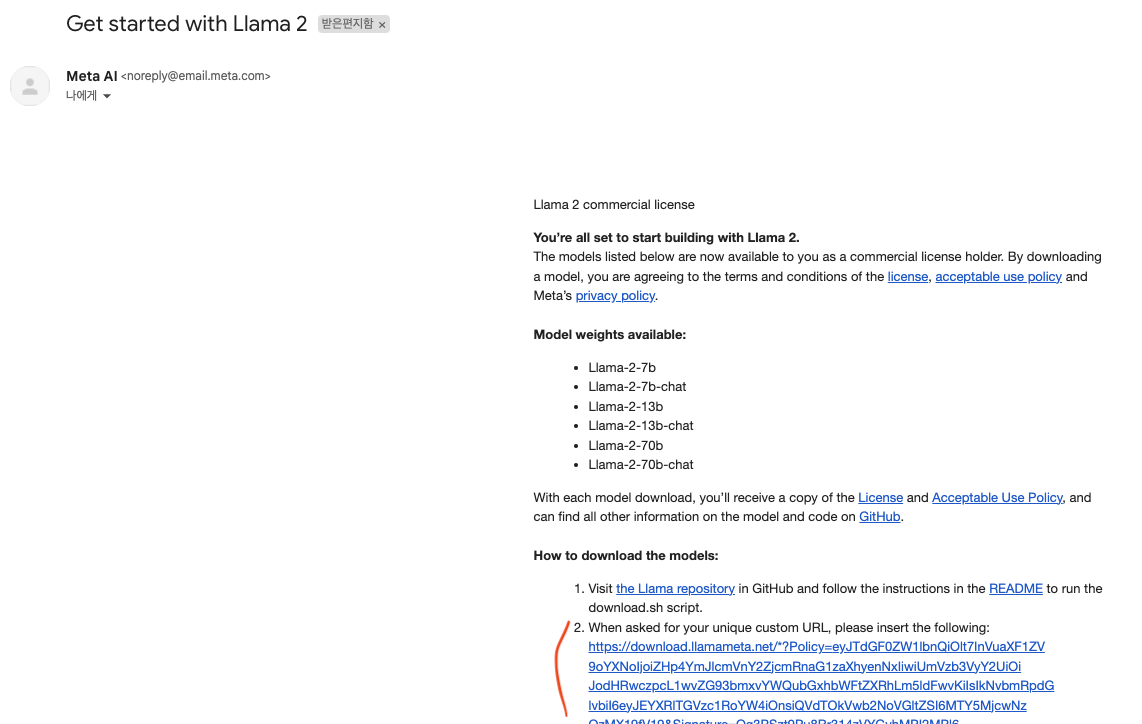 Get started with Llama 2 받은편지함 ×
Meta AI <noreply@email.meta.com>
나에게
Llama 2 commercial license
You're all set to start building with Llama 2.
The models listed below are now available to you as a commercial license holder. By downloading
a model, you are agreeing to the terms and conditions of the license, acceptable use policy and
Meta's privacy policy.
Model weights available:
• Llama-2-7b
• Llama-2-7b-chat
• Llama-2-13b
• Llama-2-13b-chat
• Llama-2-70b
• Llama-2-70b-chat
With each model download, you'll receive a copy of the License and Acceptable Use Policy, and
can find all other information on the model and code on GitHub.
How to download the models:
1. Visit the Llama repository in GitHub and follow the instructions in the README to run the
download.sh script.
2. When asked for your unique custom URL, please insert the following:
https://download.llamameta.net/*?Policy=eyJTdGF0ZW1lbnQiOlt7InVuaXF1ZV
9oYXNoIjoiZHp4YmJlcmVnY2ZjcmRnaG1zaXhyenNxIiwiUmVzb3VyY2UiOi
JodHRwczpcL1wvZG93bmxvYWQubGxhbWFtZXRhLm5ldFwvKiIsIkNvbmRpdG
lvbiI6eyJEYXRlTGVzc1RoYW4iOnsiQVdTOkVwb2NoVGltZSI6MTY5MjcwNz